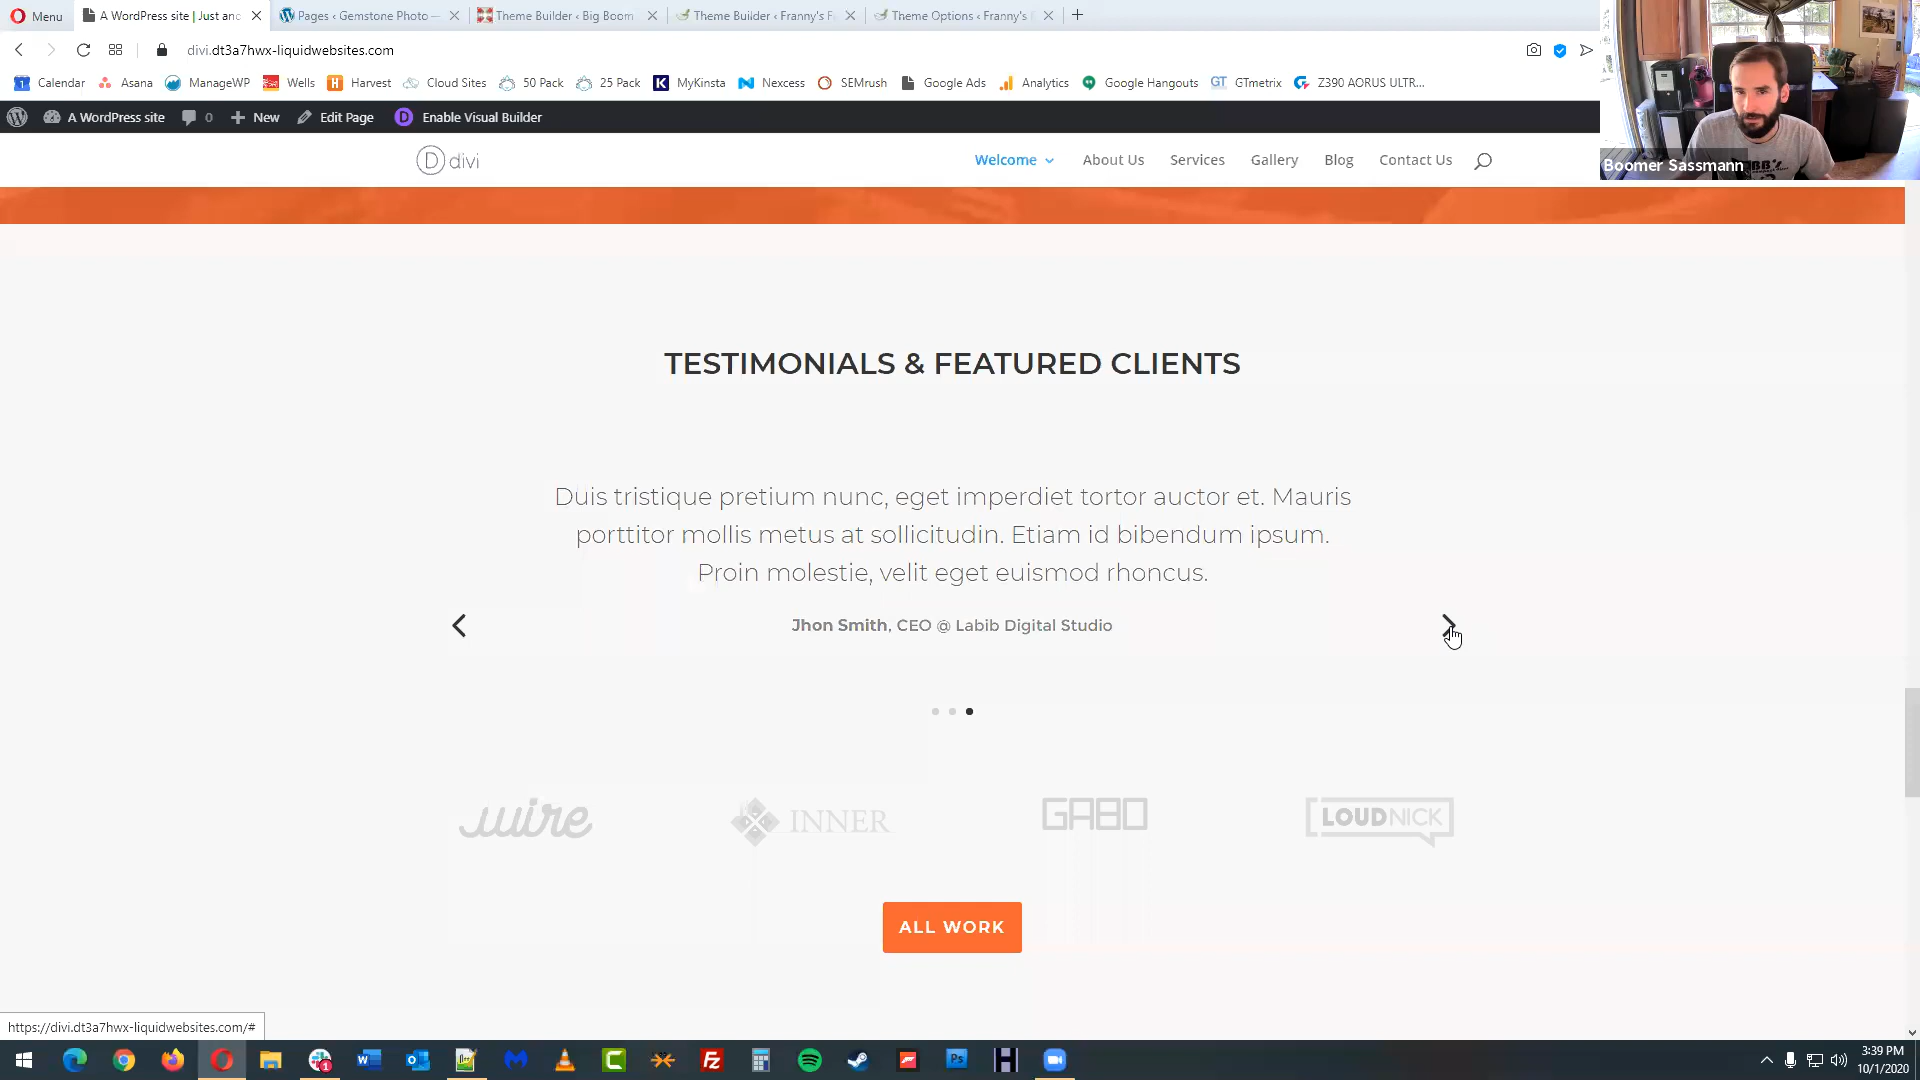 Menu
A WordPress site | Just and
Pages ‹ Gemstone Photo —
Theme Builder ‹ Big Boom
Theme Builder ‹ Franny's F
Theme Options ‹ Franny's
divi.dt3a7hwx-liquidwebsites.com
Calendar
Asana
ManageWP
Wells
Harvest
Cloud Sites
50 Pack
25 Pack
MyKinsta
Nexcess
SEMrush
Google Ads
Analytics
Google Hangouts
GTmetrix
Z390 AORUS ULTR...
A WordPress site
0
New
Edit Page
Enable Visual Builder
Boomer Sassmann
divi
Welcome
About Us
Services
Gallery
Blog
Contact Us
TESTIMONIALS & FEATURED CLIENTS
Duis tristique pretium nunc, eget imperdiet tortor auctor et. Mauris
porttitor mollis metus at sollicitudin. Etiam id bibendum ipsum.
Proin molestie, velit eget euismod rhoncus.
Jhon Smith, CEO @ Labib Digital Studio
wire
INNER
GABO
LOUDNICK
ALL WORK
https://divi.dt3a7hwx-liquidwebsites.com/#
3:39 PM
10/1/2020